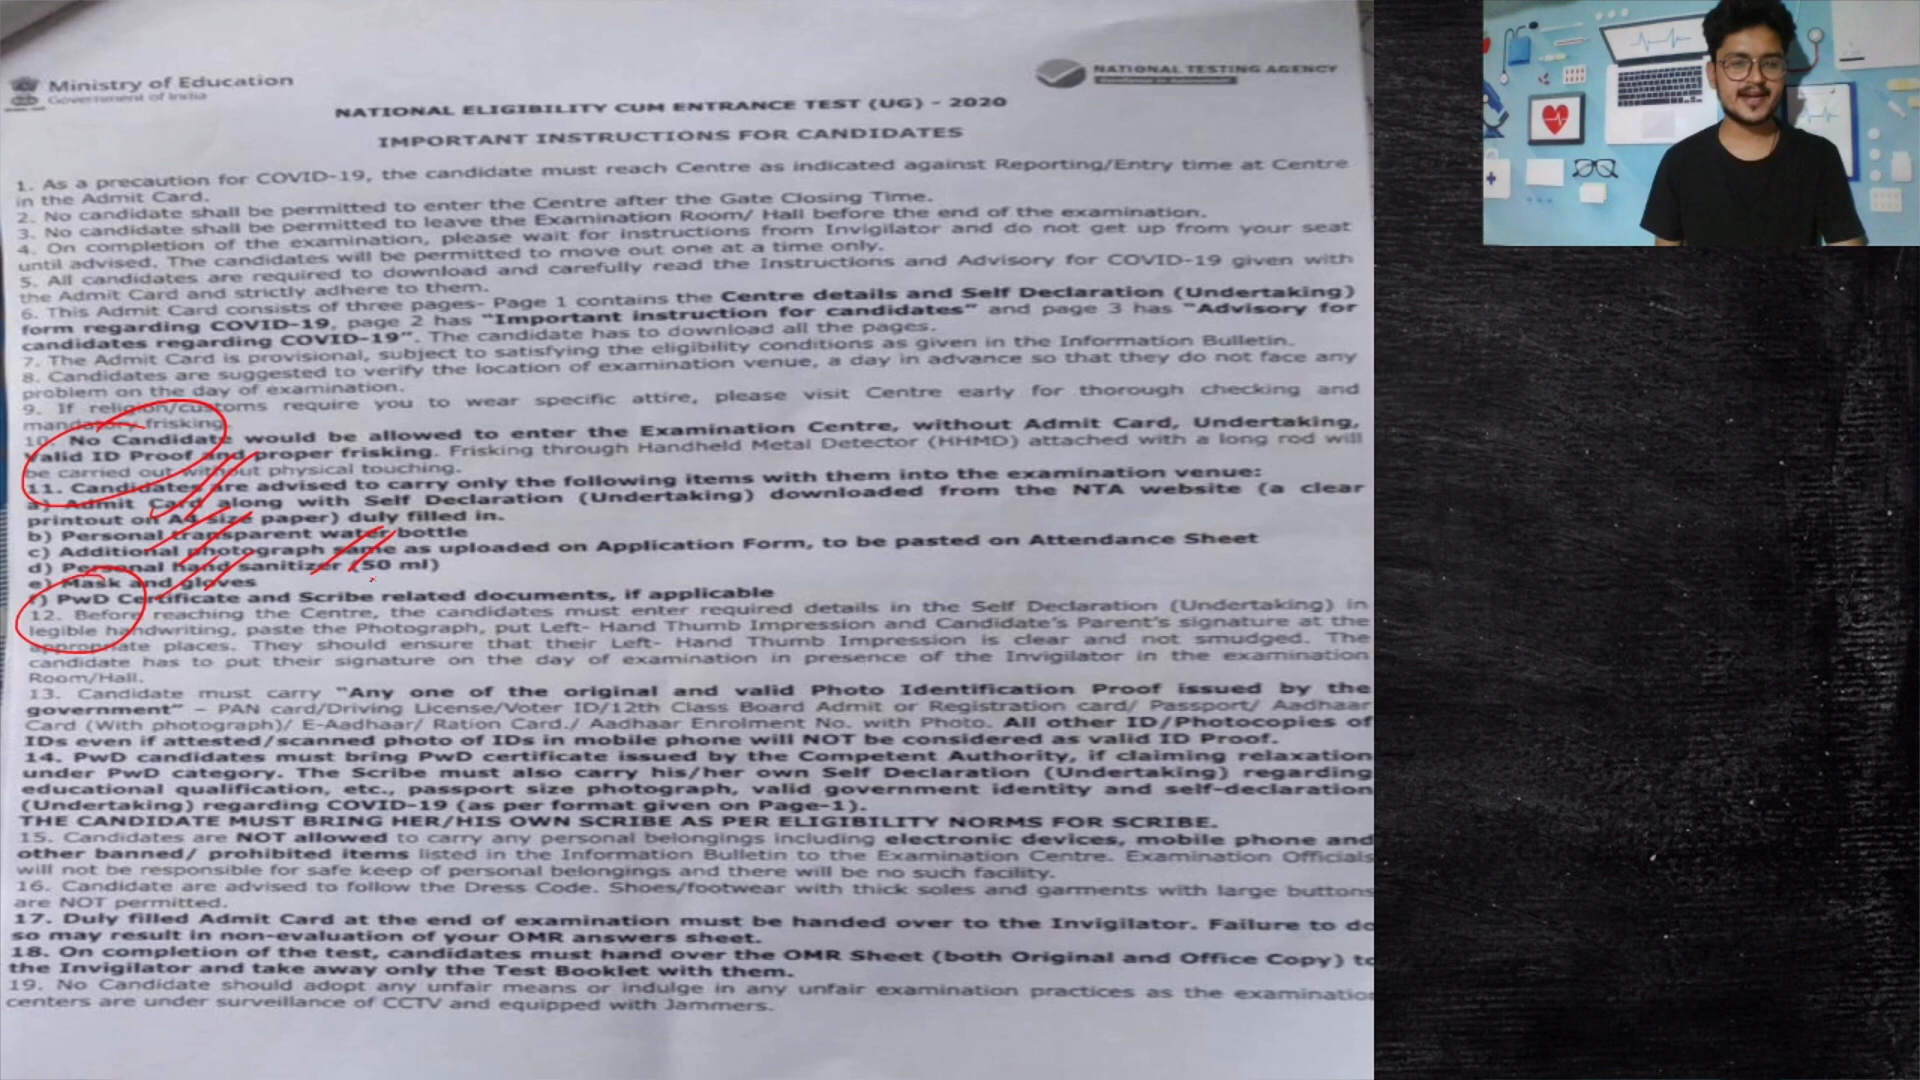 Ministry of Education
Government of India
NATIONAL TESTING AGENCY
NATIONAL ELIGIBILITY CUM ENTRANCE TEST (UG) - 2020
IMPORTANT INSTRUCTIONS FOR CANDIDATES
1. As a precaution for COVID-19, the candidate must reach Centre as indicated against Reporting/Entry time at Centre
in the Admit Card.
2. No candidate shall be permitted to enter the Centre after the Gate Closing Time.
3. No candidate shall be permitted to leave the Examination Room/ Hall before the end of the examination.
4. On completion of the examination, please wait for instructions from Invigilator and do not get up from your seat
until advised. The candidates will be permitted to move out one at a time only.
5. All candidates are required to download and carefully read the Instructions and Advisory for COVID-19 given with
the Admit Card and strictly adhere to them.
6. This Admit Card consists of three pages- Page 1 contains the Centre details and Self Declaration (Undertaking)
form regarding COVID-19, page 2 has "Important instruction for candidates" and page 3 has "Advisory for
candidates regarding COVID-19". The candidate has to download all the pages.
7. The Admit Card is provisional, subject to satisfying the eligibility conditions as given in the Information Bulletin.
8. Candidates are suggested to verify the location of examination venue, a day in advance so that they do not face any
problem on the day of examination.
9. If religion/customs require you to wear specific attire, please visit Centre early for thorough checking and
mandatory frisking
10. No Candidate would be allowed to enter the Examination Centre, without Admit Card, Undertaking,
Valid ID Proof and proper frisking. Frisking through Handheld Metal Detector (HHMD) attached with a long rod will
be carried out without physical touching.
11. Candidates are advised to carry only the following items with them into the examination venue:
a) Admit Card along with Self Declaration (Undertaking) downloaded from the NTA website (a clear
printout on A4 size paper) duly filled in.
b) Personal transparent water bottle
c) Additional photograph same as uploaded on Application Form, to be pasted on Attendance Sheet
d) Personal hand sanitizer (50 ml)
e) Mask and gloves
f) PwD Certificate and Scribe related documents, if applicable
12. Before reaching the Centre, the candidates must enter required details in the Self Declaration (Undertaking) in
legible handwriting, paste the Photograph, put Left- Hand Thumb Impression and Candidate's Parent's signature at the
appropriate places. They should ensure that their Left- Hand Thumb Impression is clear and not smudged. The
candidate has to put their signature on the day of examination in presence of the Invigilator in the examination
Room/Hall.
13. Candidate must carry "Any one of the original and valid Photo Identification Proof issued by the
government" – PAN card/Driving License/Voter ID/12th Class Board Admit or Registration card/ Passport/ Aadhaar
Card (With photograph)/ E-Aadhaar/ Ration Card./ Aadhaar Enrolment No. with Photo. All other ID/Photocopies of
IDs even if attested/scanned photo of IDs in mobile phone will NOT be considered as valid ID Proof.
14. PwD candidates must bring PwD certificate issued by the Competent Authority, if claiming relaxation
under PwD category. The Scribe must also carry his/her own Self Declaration (Undertaking) regarding
educational qualification, etc., passport size photograph, valid government identity and self-declaration
(Undertaking) regarding COVID-19 (as per format given on Page-1).
THE CANDIDATE MUST BRING HER/HIS OWN SCRIBE AS PER ELIGIBILITY NORMS FOR SCRIBE.
15. Candidates are NOT allowed to carry any personal belongings including electronic devices, mobile phone and
other banned/ prohibited items listed in the Information Bulletin to the Examination Centre. Examination Officials
will not be responsible for safe keep of personal belongings and there will be no such facility.
16. Candidate are advised to follow the Dress Code. Shoes/footwear with thick soles and garments with large buttons
are NOT permitted.
17. Duly filled Admit Card at the end of examination must be handed over to the Invigilator. Failure to do
so may result in non-evaluation of your OMR answers sheet.
18. On completion of the test, candidates must hand over the OMR Sheet (both Original and Office Copy) to
the Invigilator and take away only the Test Booklet with them.
19. No Candidate should adopt any unfair means or indulge in any unfair examination practices as the examination
centers are under surveillance of CCTV and equipped with Jammers.